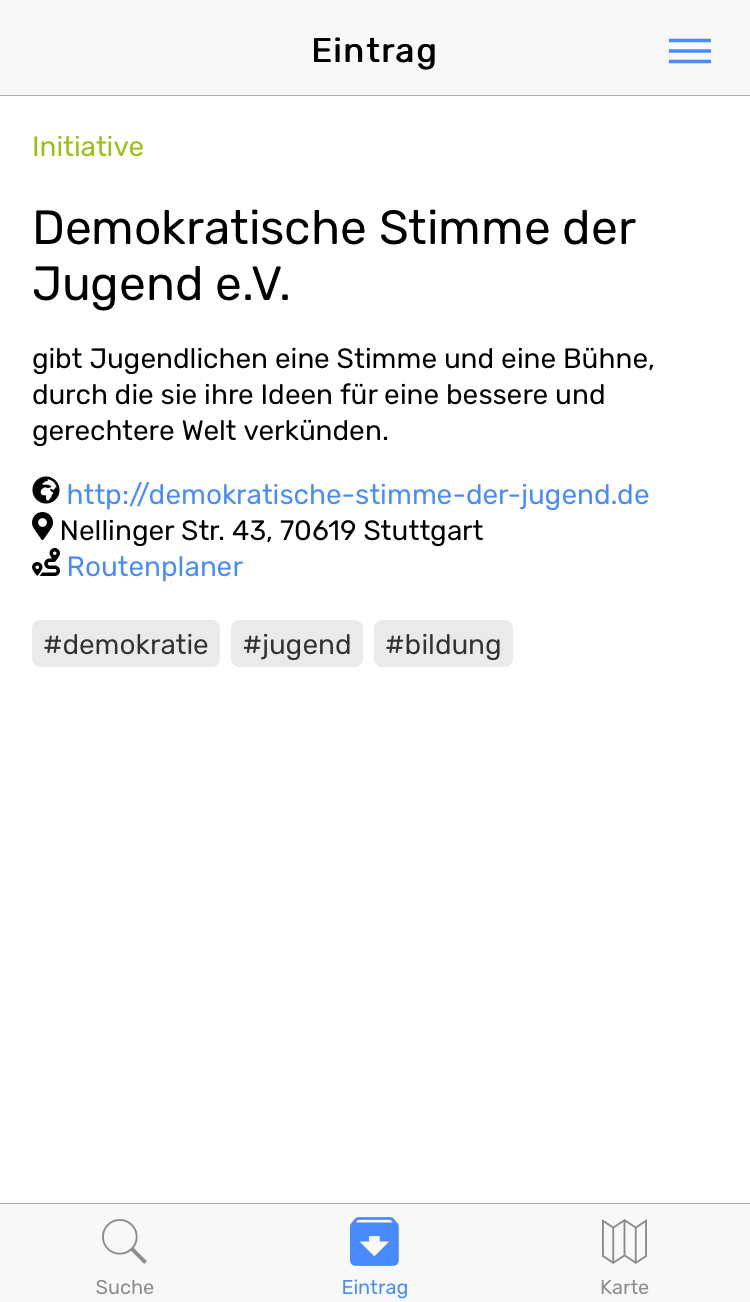 Eintrag
Initiative
Demokratische Stimme der
Jugend e.V.
gibt Jugendlichen eine Stimme und eine Bühne,
durch die sie ihre Ideen für eine bessere und
gerechtere Welt verkünden.
http://demokratische-stimme-der-jugend.de
Nellinger Str. 43, 70619 Stuttgart
Routenplaner
#demokratie #jugend #bildung
Suche Eintrag Karte